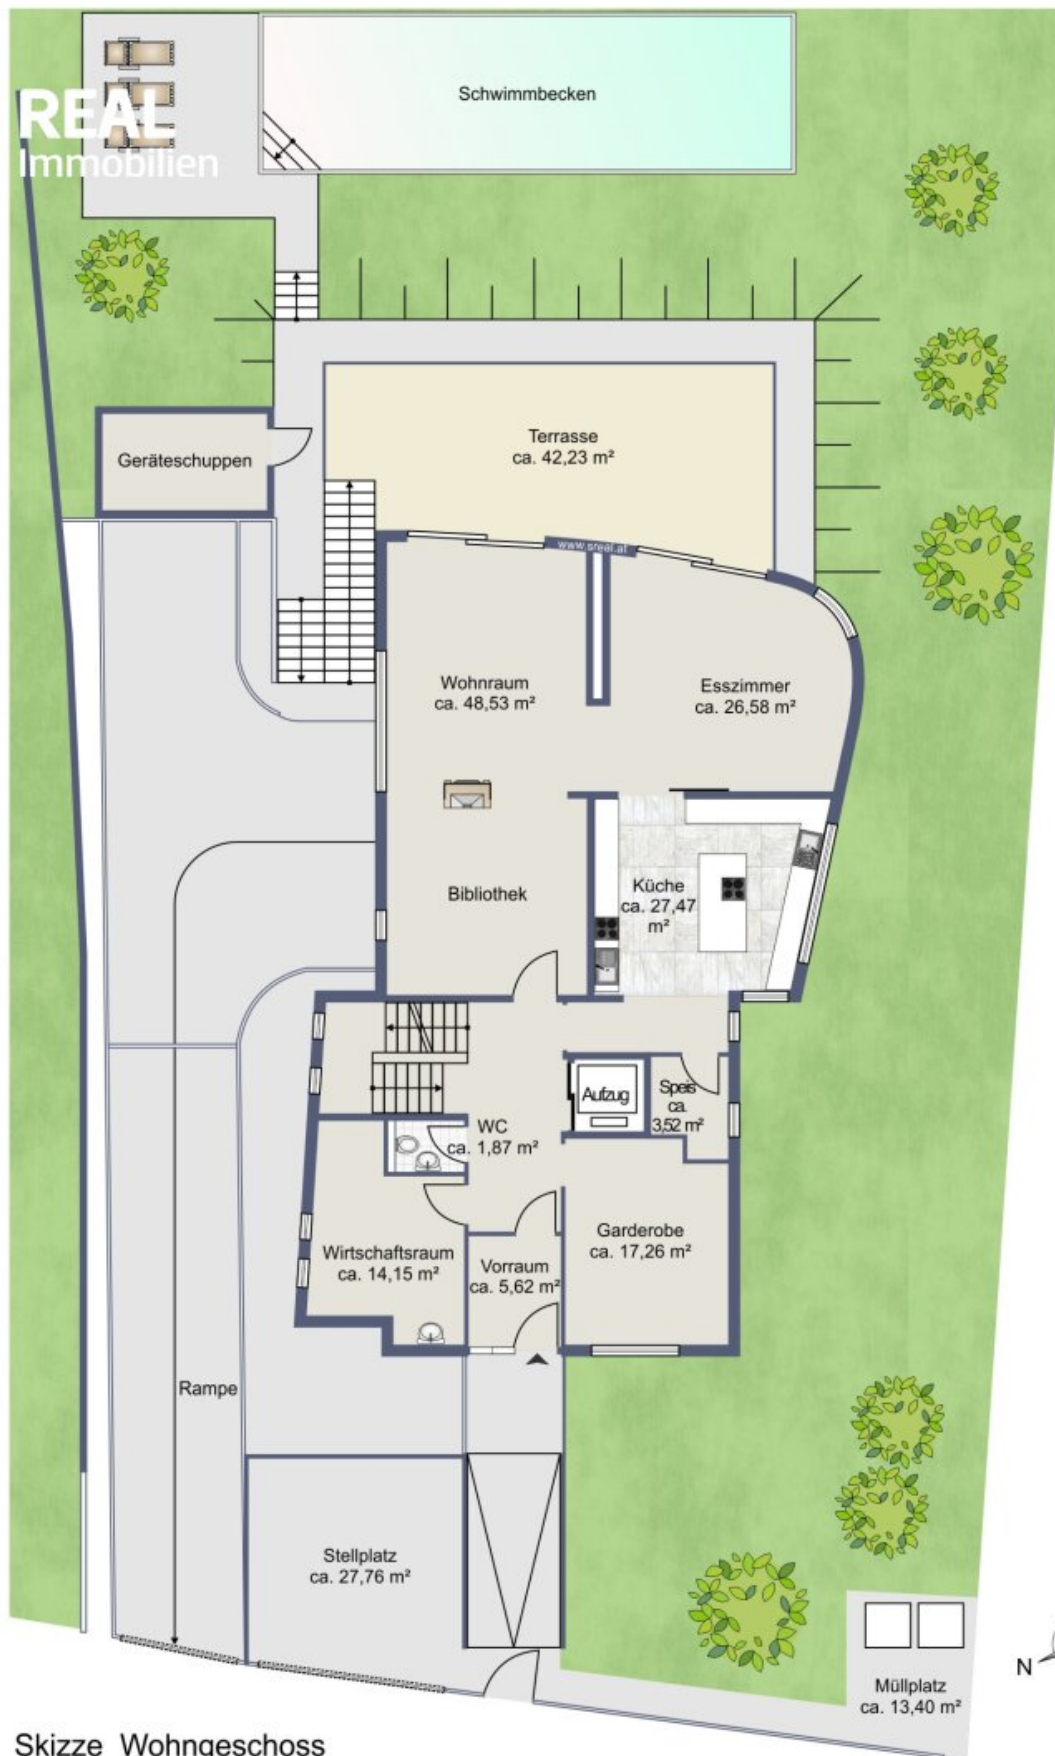 Schwimmbecken
REAL
Immobilien
Terrasse
ca. 42,23 m²
Geräteschuppen
www.sreal.at
Wohnraum
ca. 48,53 m²
Esszimmer
ca. 26,58 m²
Küche
ca. 27,47
m²
Bibliothek
Aufzug
Speis
ca.
3,52 m²
WC
ca. 1,87 m²
Garderobe
ca. 17,26 m²
Wirtschaftsraum
ca. 14,15 m²
Vorraum
ca. 5,62 m²
Rampe
Stellplatz
ca. 27,76 m²
N
Müllplatz
ca. 13,40 m²
Skizze Wohngeschoss